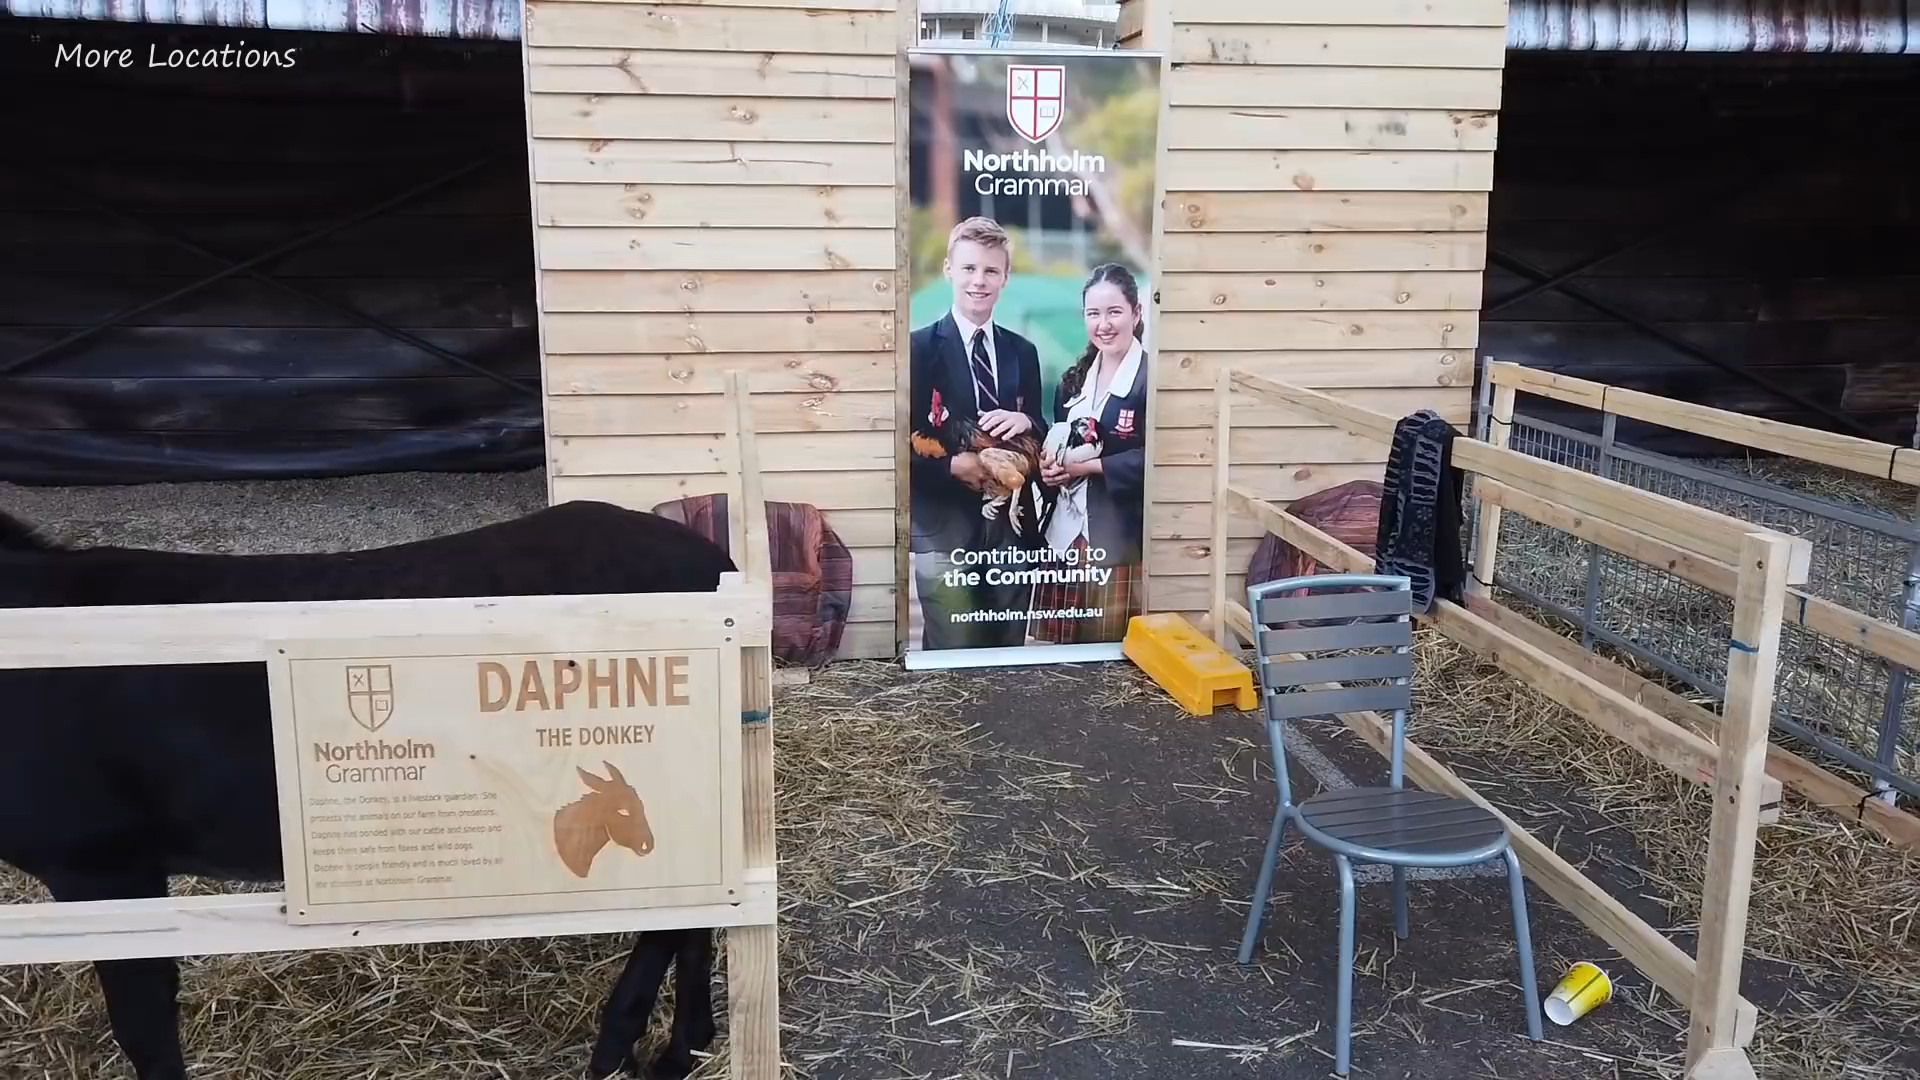 More Locations
Northholm
Grammar
Contributing to
the Community
northholm.nsw.edu.au
DAPHNE
THE DONKEY
Northholm
Grammar
Daphne, the Donkey, is a livestock guardian. She
protects the animals on our farm from predators.
Daphne has bonded with our cattle and sheep and
keeps them safe from foxes and wild dogs.
Daphne is people friendly and is much loved by all
the students at Northholm Grammar.